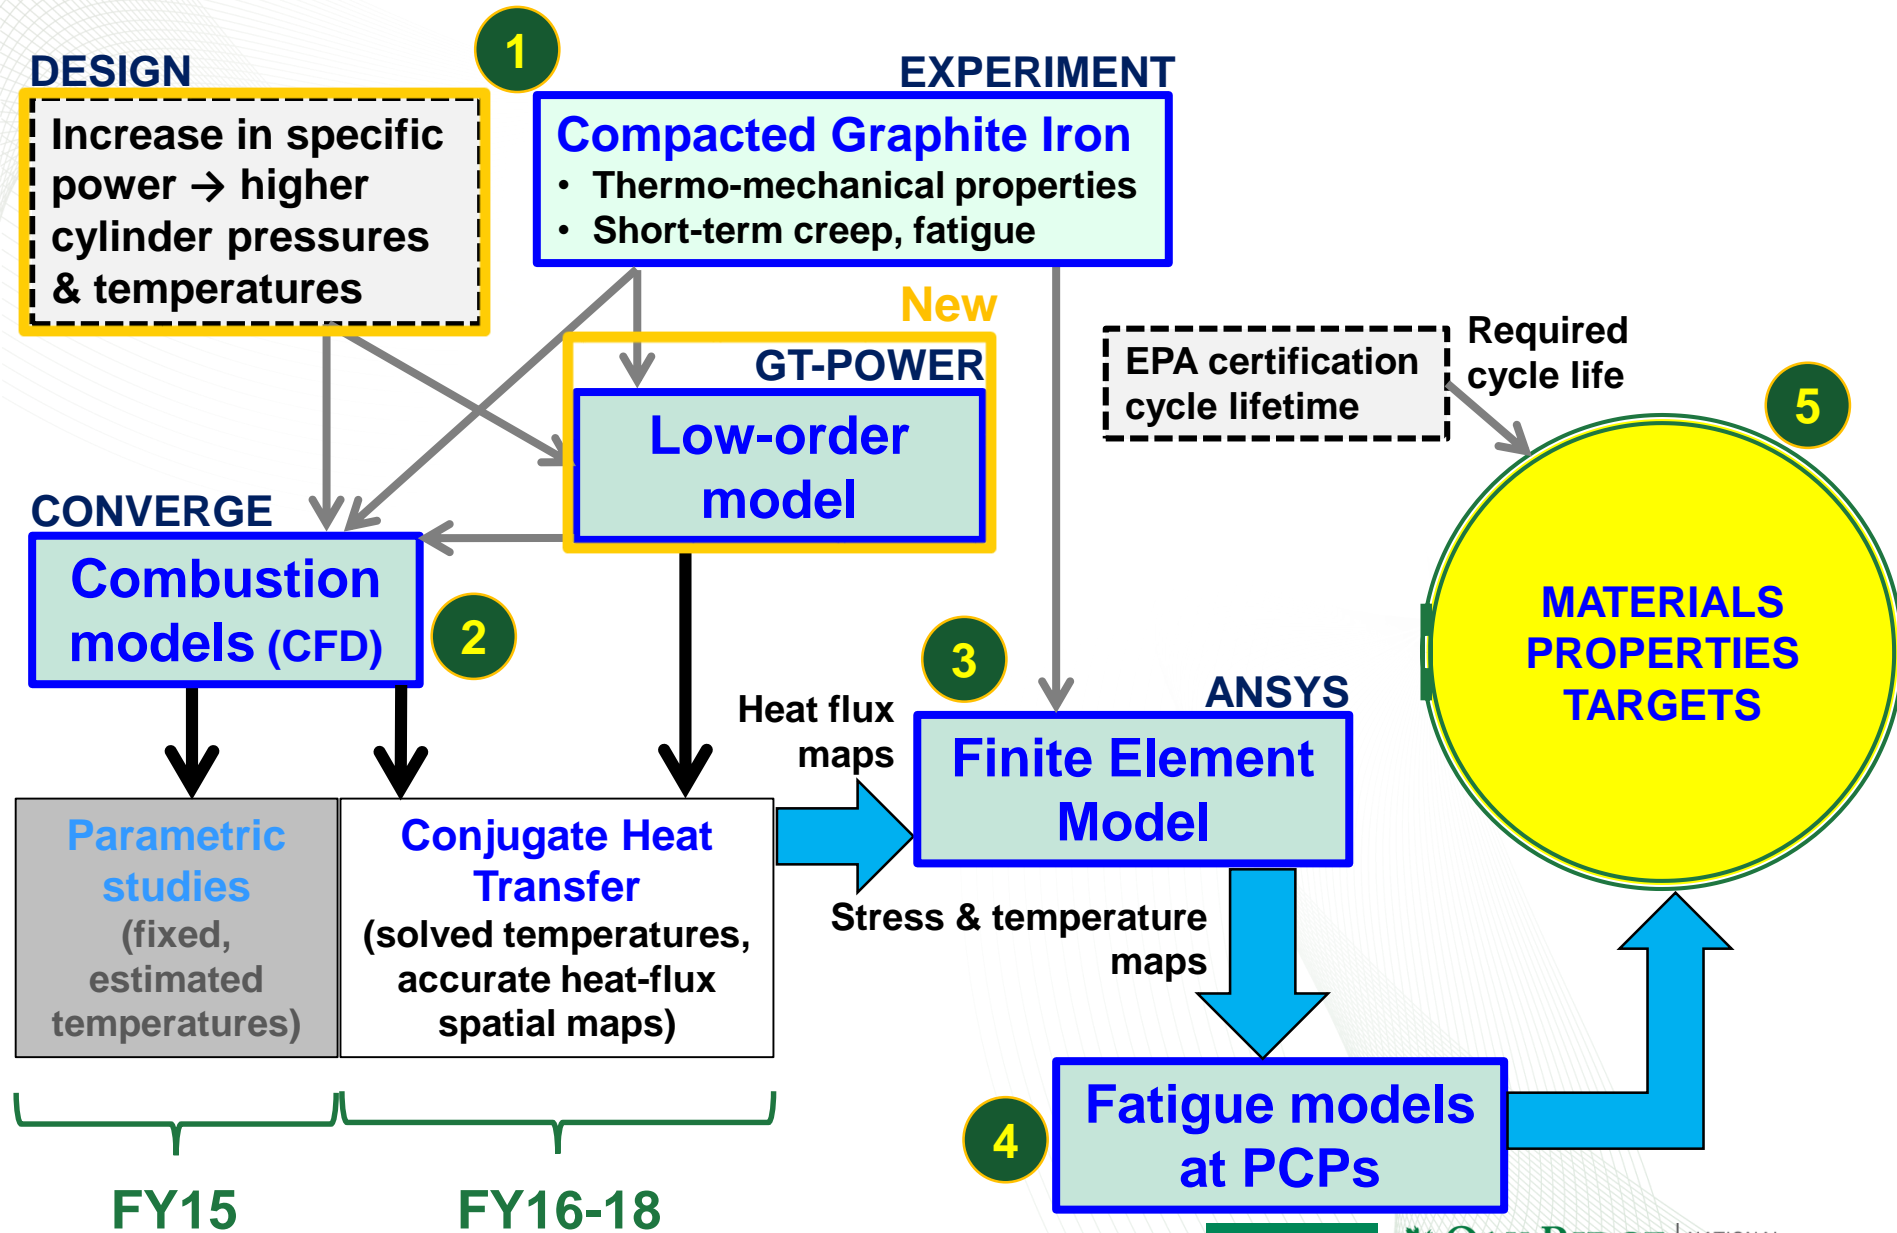 1
DESIGN
EXPERIMENT
Increase in specific
power → higher
cylinder pressures
& temperatures
Compacted Graphite Iron
• Thermo-mechanical properties
• Short-term creep, fatigue
New
GT-POWER
Low-order
model
EPA certification
cycle lifetime
Required
cycle life
5
CONVERGE
Combustion
models (CFD)
2
3
MATERIALS
PROPERTIES
TARGETS
Heat flux
maps
ANSYS
Finite Element
Model
Parametric
studies
(fixed,
estimated
temperatures)
Conjugate Heat
Transfer
(solved temperatures,
accurate heat-flux
spatial maps)
Stress & temperature
maps
4
Fatigue models
at PCPs
FY15
FY16-18